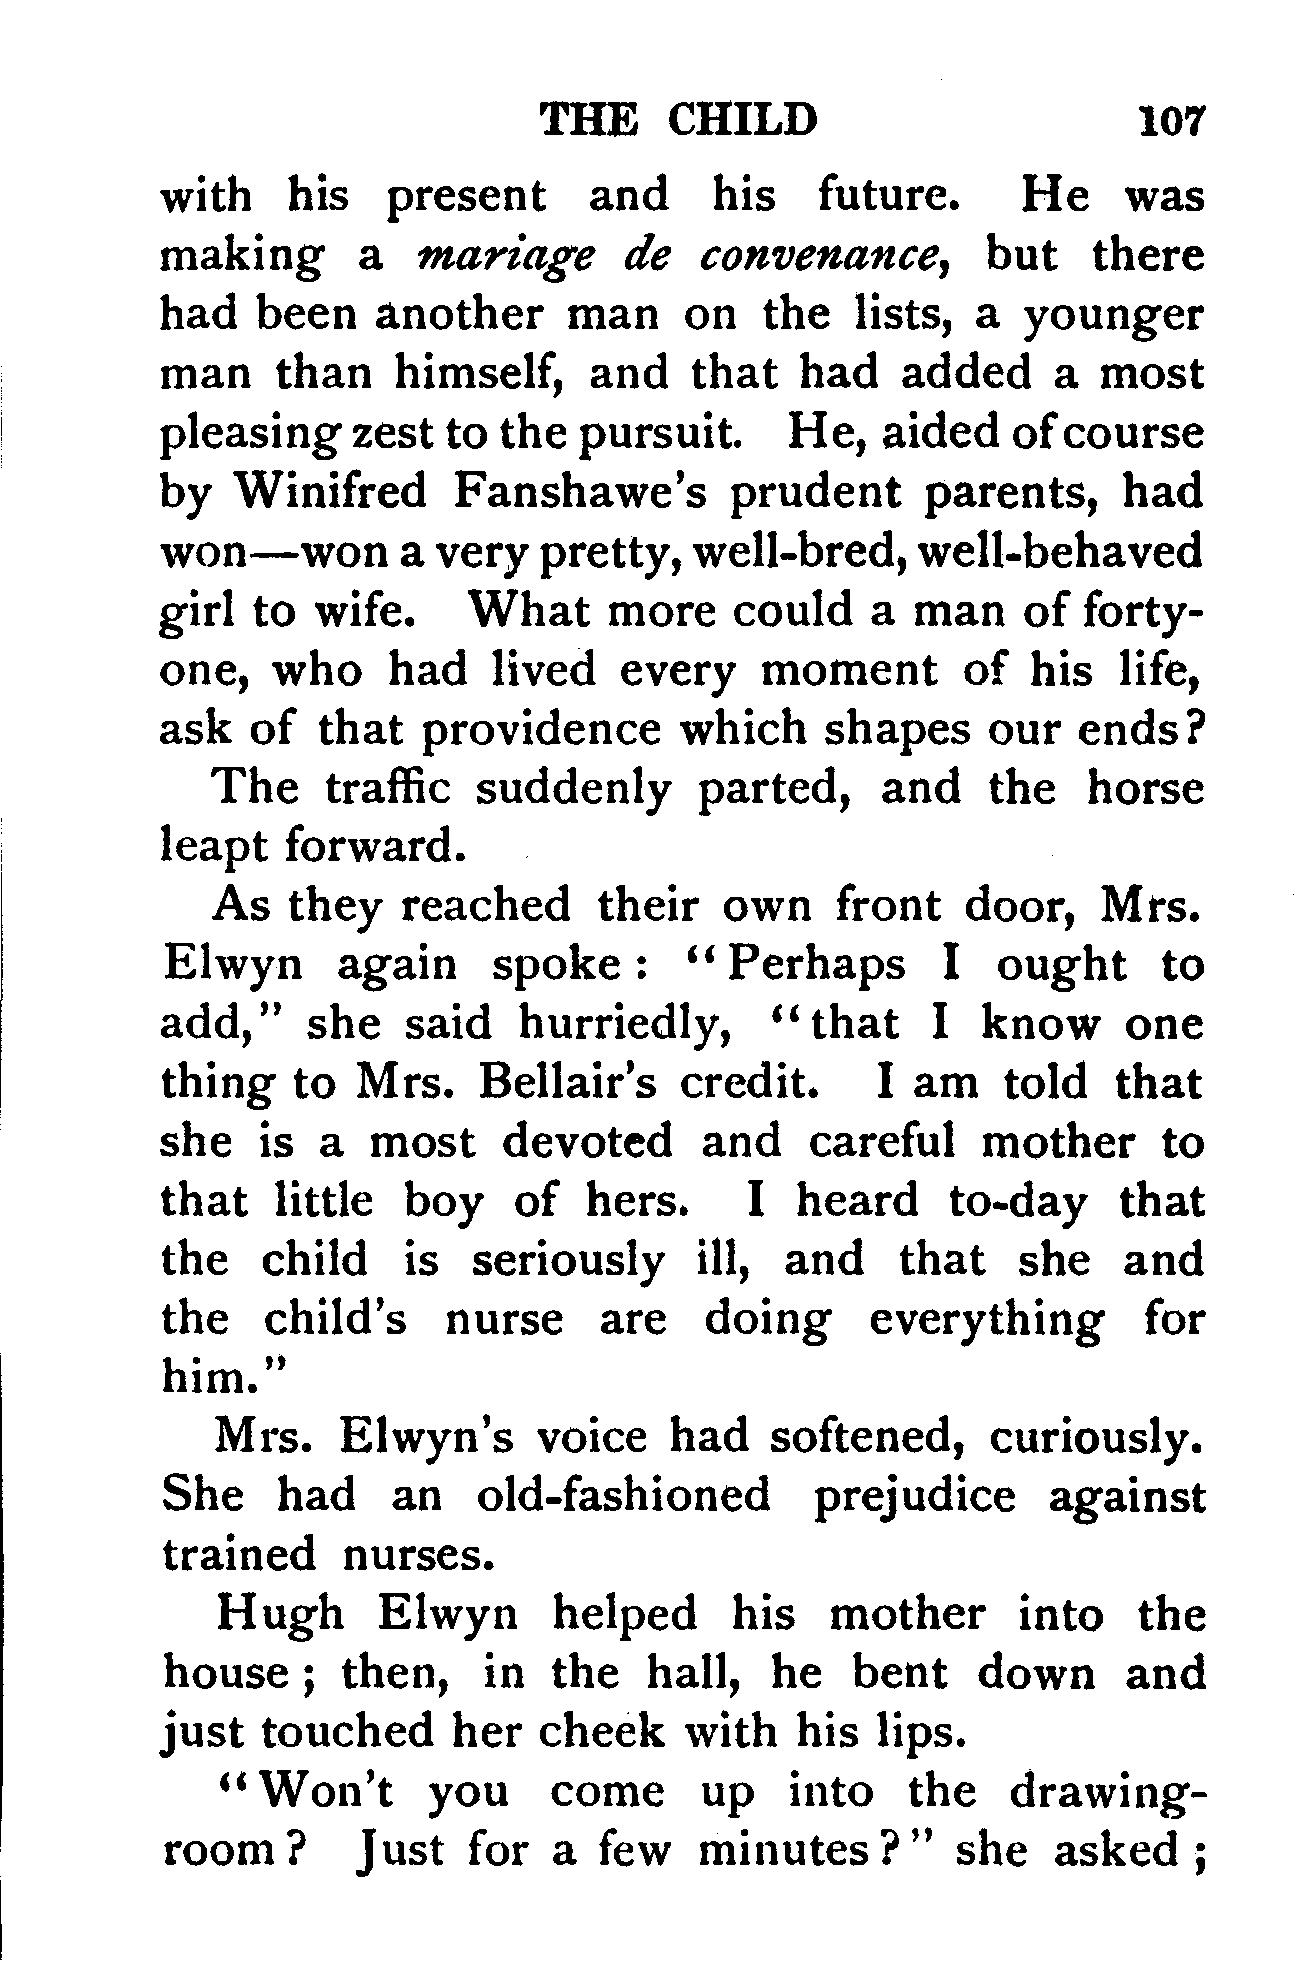 THE CHILD 107
with his present and his future. He was
making a mariage de convenance, but there
had been another man on the lists, a younger
man than himself, and that had added a most
pleasing zest to the pursuit. He, aided of course
by Winifred Fanshawe's prudent parents, had
won—won a very pretty, well-bred, well-behaved
girl to wife. What more could a man of forty-
one, who had lived every moment of his life,
ask of that providence which shapes our ends?
The traffic suddenly parted, and the horse
leapt forward.
As they reached their own front door, Mrs.
Elwyn again spoke : “Perhaps I ought to
add,” she said hurriedly, “that I know one
thing to Mrs. Bellair's credit. I am told that
she is a most devoted and careful mother to
that little boy of hers. I heard to-day that
the child is seriously ill, and that she and
the child's nurse are doing everything for
him.”
Mrs. Elwyn's voice had softened, curiously.
She had an old-fashioned prejudice against
trained nurses.
Hugh Elwyn helped his mother into the
house ; then, in the hall, he bent down and
just touched her cheek with his lips.
“Won't you come up into the drawing-
room ? Just for a few minutes ?” she asked ;